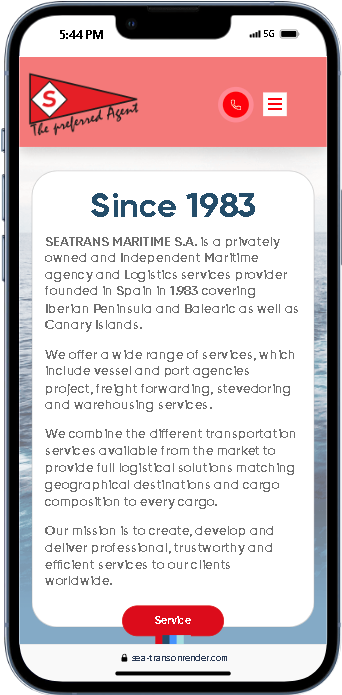 5:44 PM
5G
S
The preferred Agent
Since 1983
SEATRANS MARITIME S.A. is a privately
owned and Independent Maritime
agency and Logistics services provider
founded in Spain in 1.983 covering
Iberian Peninsula and Balearic as well as
Canary Islands.
We offer a wide range of services, which
include vessel and port agencies
project, freight forwarding, stevedoring
and warehousing services.
We combine the different transportation
services available from the market to
provide full logistical solutions matching
geographical destinations and cargo
composition to every cargo.
Our mission is to create, develop and
deliver professional, trustworthy and
efficient services to our clients
worldwide.
Service
sea-transonrender.com